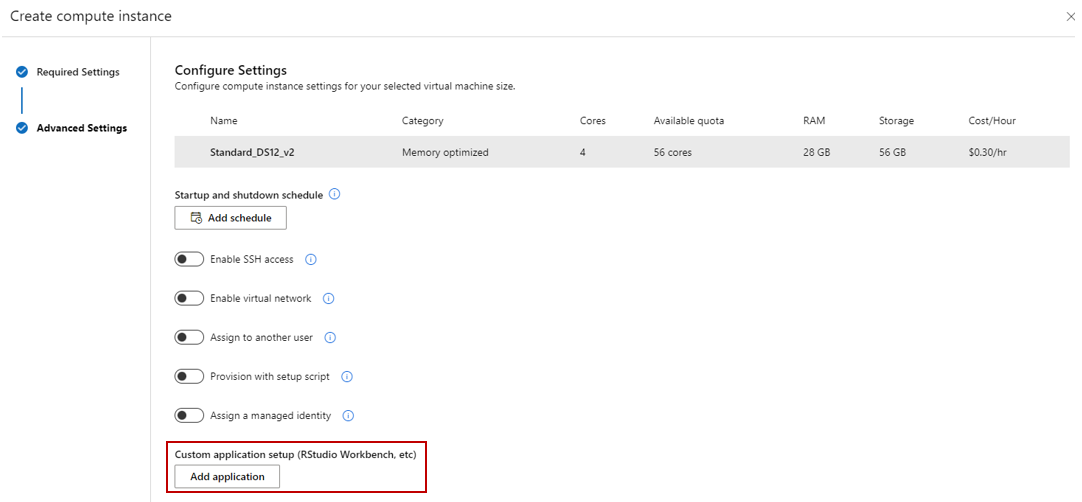 Create compute instance
Required Settings
Advanced Settings
Configure Settings
Configure compute instance settings for your selected virtual machine size.
Name Category Cores Available quota RAM Storage Cost/Hour
Standard_DS12_v2 Memory optimized 4 56 cores 28 GB 56 GB $0.30/hr
Startup and shutdown schedule
Add schedule
Enable SSH access
Enable virtual network
Assign to another user
Provision with setup script
Assign a managed identity
Custom application setup (RStudio Workbench, etc)
Add application